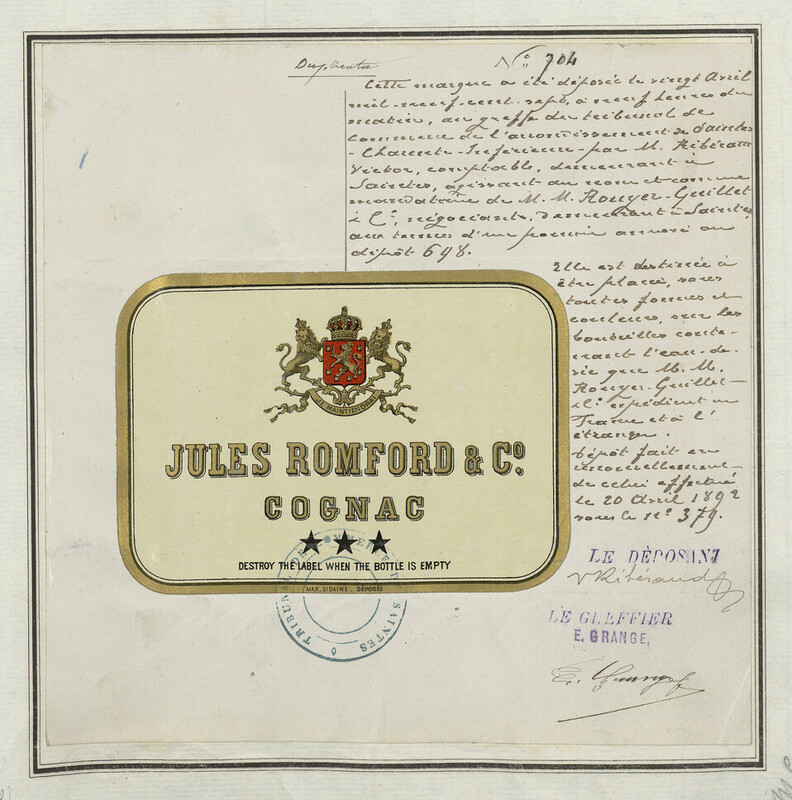 Duplicata
N° 704
Cette marque a été déposée le vingt Avril
mil-neuf-cent-sept, à neuf heures du
matin, au greffe du tribunal de
commerce de l'arrondissement de Saintes
- Charente-Inférieure - par M. Ribéraud
Victor, comptable, demeurant à
Saintes, agissant au nom et comme
mandataire de M. M. Rouyer-Guillet
& Cie, négociants, demeurant à Saintes,
aux termes d'un pouvoir annexé au
dépôt 698.
Elle est destinée à
être placée, sous
toutes formes et
couleurs, sur les
bouteilles conte-
nant l'eau-de-
vie que M. M.
Rouyer-Guillet
& Cie expédient en
France et à l'
étranger.
Dépôt fait en
renouvellement
de celui effectué
le 20 Avril 1892
sous le N° 379.
JE MAINTIENDRAI
JULES ROMFORD & Co.
COGNAC
★★★
DESTROY THE LABEL WHEN THE BOTTLE IS EMPTY
MAX. SIDAINE, DÉPOSÉE
TRIBUNAL DE COMMERCE DE SAINTES
LE DÉPOSANT
V Ribéraud
LE GREFFIER
E. GRANGE,
E. Grange